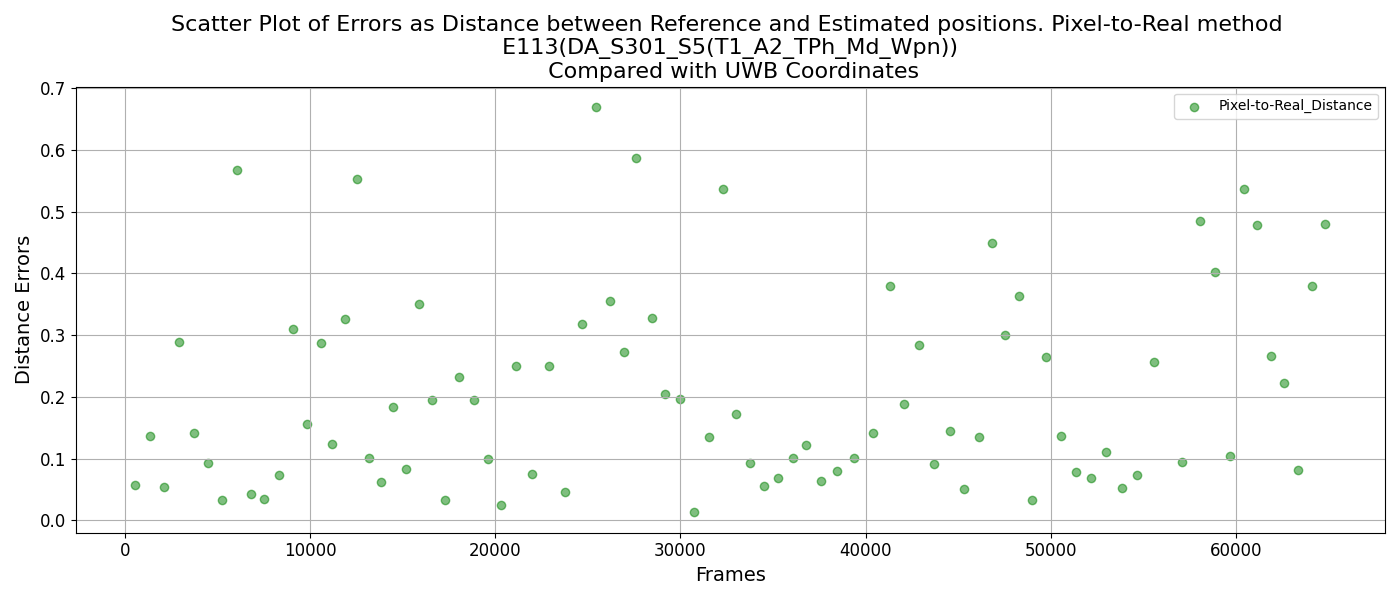 Scatter Plot of Errors as Distance between Reference and Estimated positions. Pixel-to-Real method
E113(DA_S301_S5(T1_A2_TPh_Md_Wpn))
Compared with UWB Coordinates
Pixel-to-Real_Distance
Distance Errors
0.7
0.6
0.5
0.4
0.3
0.2
0.1
0.0
0 10000 20000 30000 40000 50000 60000
Frames